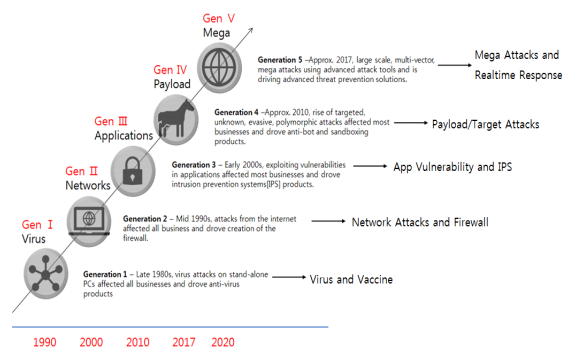 Gen V
Mega
Generation 5 –Approx. 2017, large scale, multi-vector,
mega attacks using advanced attack tools and is
driving advanced threat prevention solutions.
Mega Attacks and
Realtime Response
Gen IV
Payload
Generation 4 –Approx. 2010, rise of targeted,
unknown, evasive, polymorphic attacks affected most
businesses and drove anti-bot and sandboxing
products.
Payload/Target Attacks
Gen III
Applications
Generation 3 – Early 2000s, exploiting vulnerabilities
in applications affected most businesses and drove
intrusion prevention systems[IPS] products.
App Vulnerability and IPS
Gen II
Networks
Generation 2 – Mid 1990s, attacks from the internet
affected all business and drove creation of the
firewall.
Network Attacks and Firewall
Gen I
Virus
Generation 1 – Late 1980s, virus attacks on stand-alone
PCs affected all businesses and drove anti-virus
products
Virus and Vaccine
1990 2000 2010 2017 2020